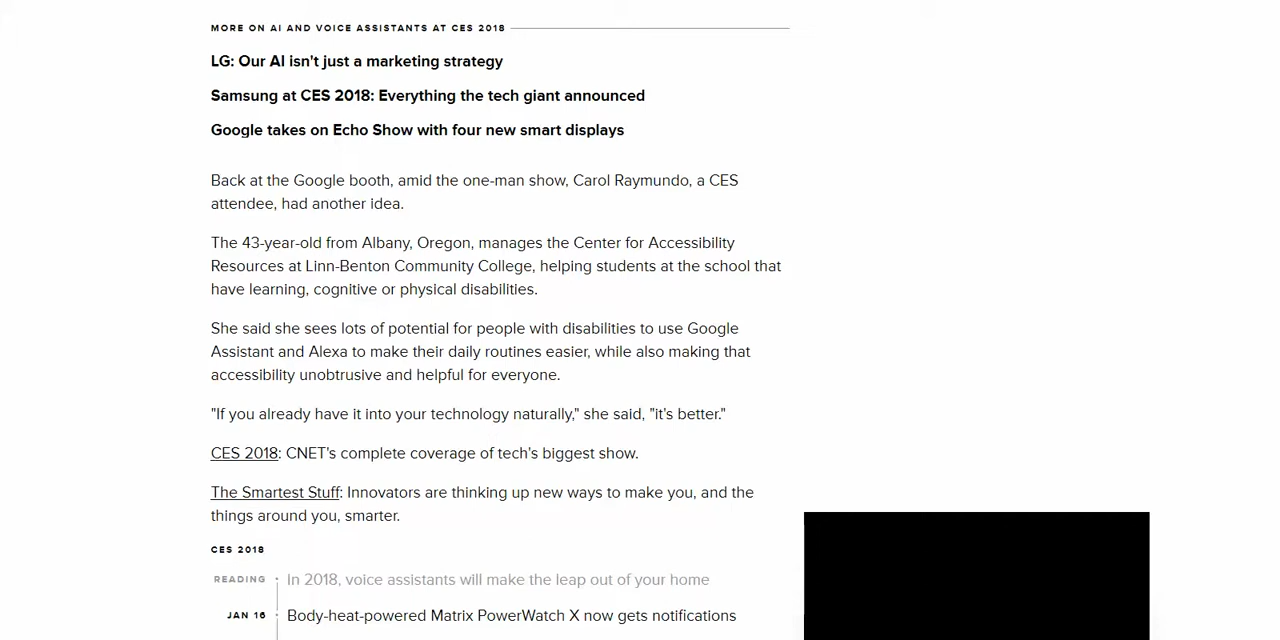 MORE ON AI AND VOICE ASSISTANTS AT CES 2018
LG: Our AI isn't just a marketing strategy
Samsung at CES 2018: Everything the tech giant announced
Google takes on Echo Show with four new smart displays
Back at the Google booth, amid the one-man show, Carol Raymundo, a CES
attendee, had another idea.
The 43-year-old from Albany, Oregon, manages the Center for Accessibility
Resources at Linn-Benton Community College, helping students at the school that
have learning, cognitive or physical disabilities.
She said she sees lots of potential for people with disabilities to use Google
Assistant and Alexa to make their daily routines easier, while also making that
accessibility unobtrusive and helpful for everyone.
"If you already have it into your technology naturally," she said, "it's better."
CES 2018: CNET's complete coverage of tech's biggest show.
The Smartest Stuff: Innovators are thinking up new ways to make you, and the
things around you, smarter.
CES 2018
READING • In 2018, voice assistants will make the leap out of your home
JAN 16 • Body-heat-powered Matrix PowerWatch X now gets notifications